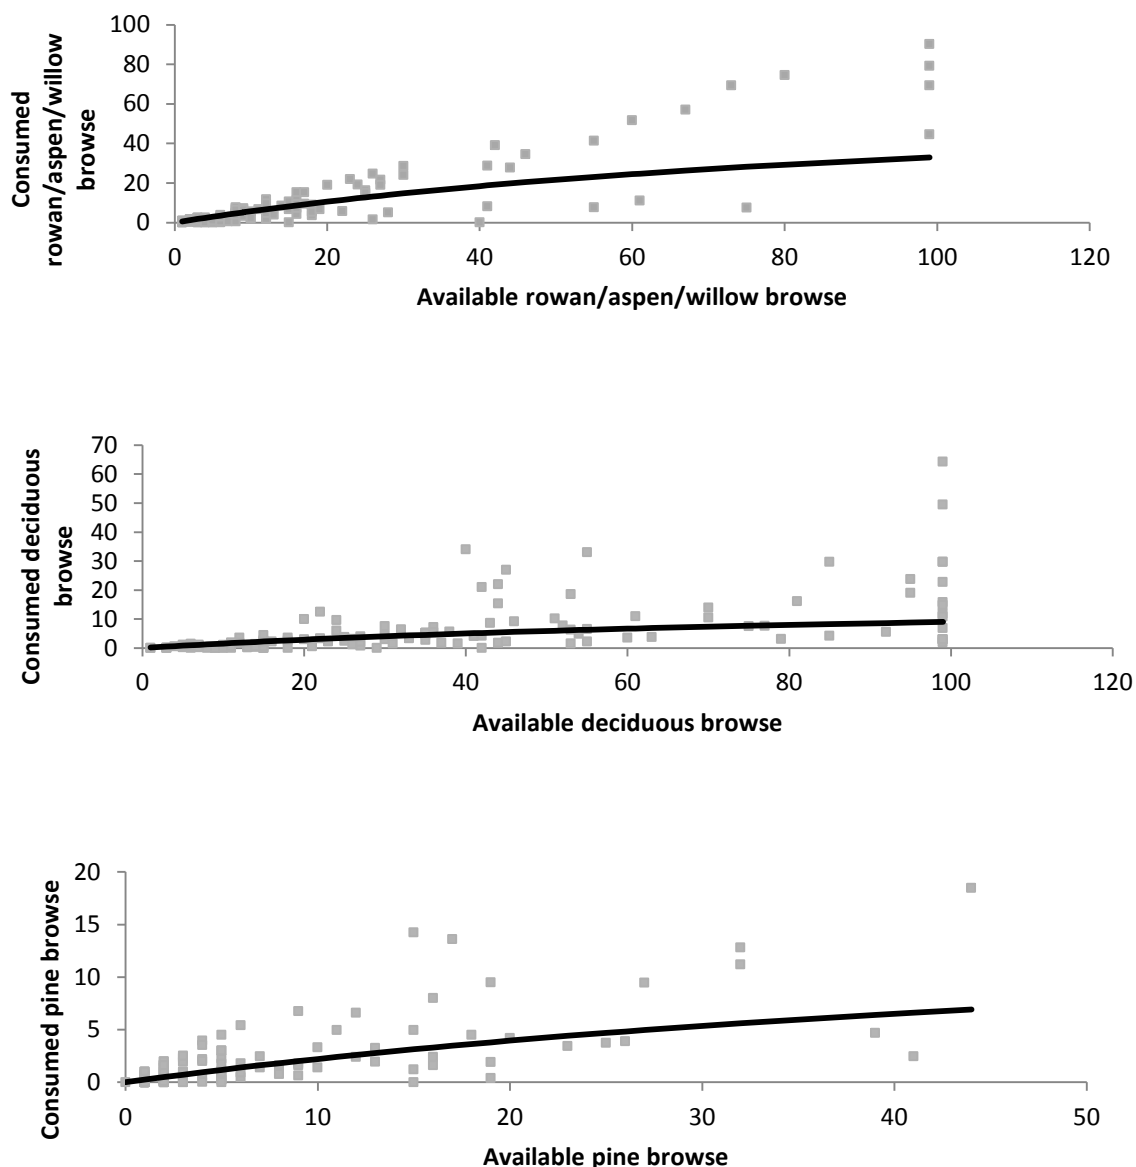 Consumed
rowan/aspen/willow
browse
100
80
60
40
20
0
0 20 40 60 80 100 120
Available rowan/aspen/willow browse
Consumed deciduous
browse
70
60
50
40
30
20
10
0
0 20 40 60 80 100 120
Available deciduous browse
Consumed pine browse
20
15
10
5
0
0 10 20 30 40 50
Available pine browse